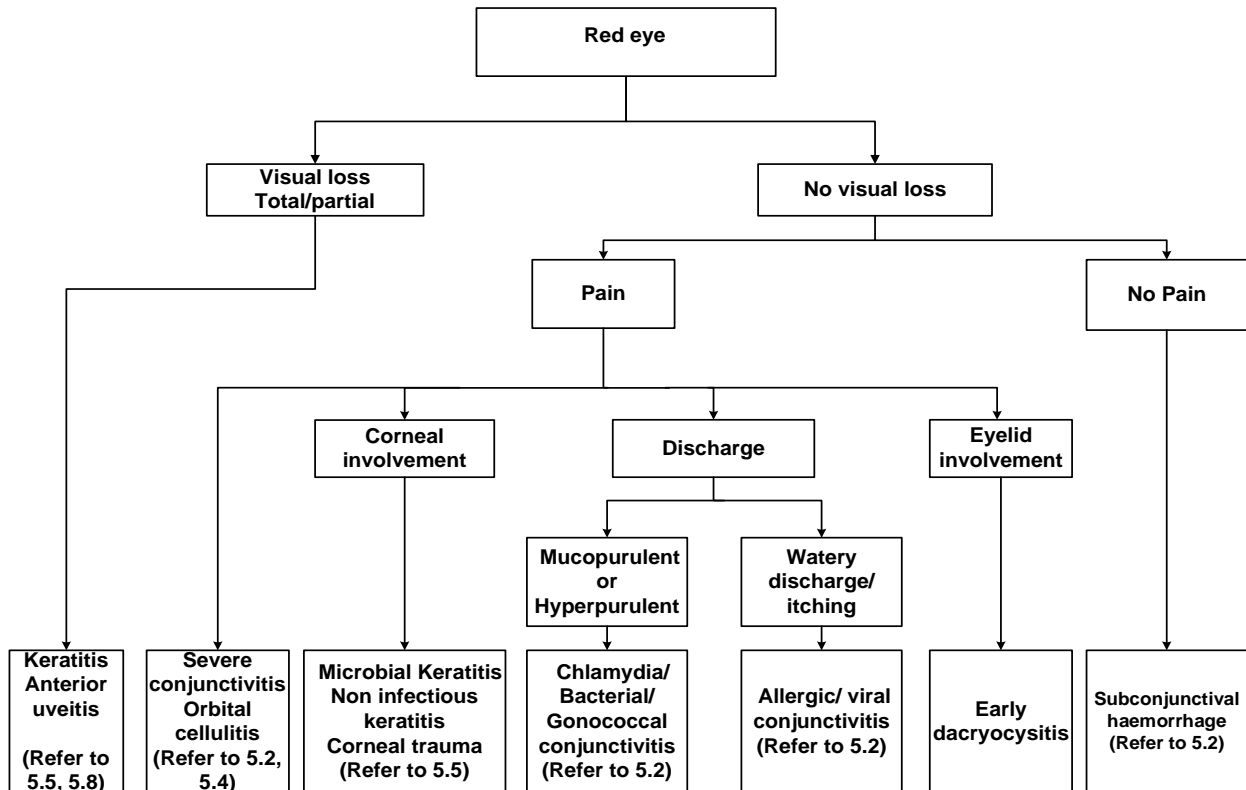 Red eye
Visual loss
Total/partial
No visual loss
Pain
No Pain
Corneal
involvement
Discharge
Eyelid
involvement
Mucopurulent
or
Hyperpurulent
Watery
discharge/
itching
Keratitis
Anterior
uveitis
(Refer to
5.5, 5.8)
Severe
conjunctivitis
Orbital
cellulitis
(Refer to 5.2,
5.4)
Microbial Keratitis
Non infectious
keratitis
Corneal trauma
(Refer to 5.5)
Chlamydia/
Bacterial/
Gonococcal
conjunctivitis
(Refer to 5.2)
Allergic/ viral
conjunctivitis
(Refer to 5.2)
Early
dacryocysitis
Subconjunctival
haemorrhage
(Refer to 5.2)